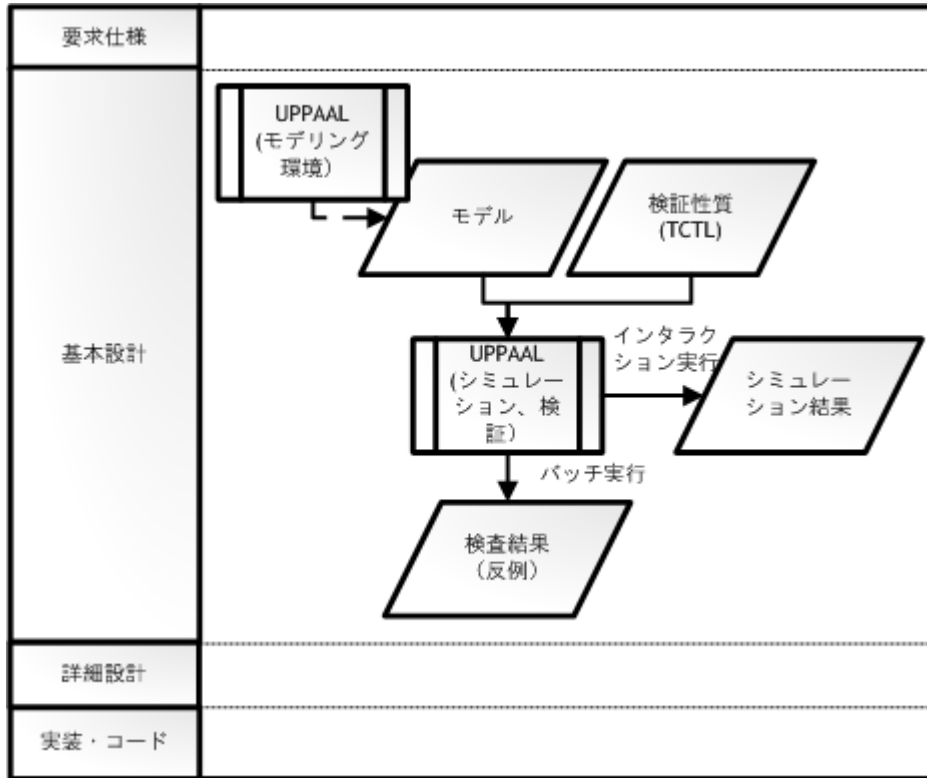 要求仕様
基本設計
UPPAAL
(モデリング
環境）
モデル
検証性質
(TCTL)
インタラク
ション実行
UPPAAL
(シミュレー
ション、検
証）
シミュレー
ション結果
バッチ実行
検査結果
（反例）
詳細設計
実装・コード